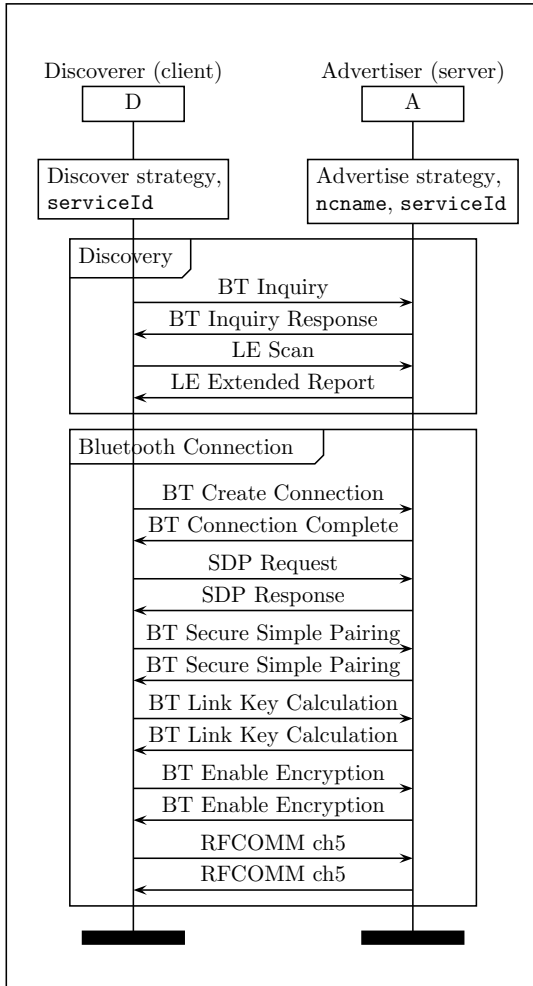 Discoverer (client)
Advertiser (server)
D
A
Discover strategy,
serviceId
Advertise strategy,
ncname, serviceId
Discovery
BT Inquiry
BT Inquiry Response
LE Scan
LE Extended Report
Bluetooth Connection
BT Create Connection
BT Connection Complete
SDP Request
SDP Response
BT Secure Simple Pairing
BT Secure Simple Pairing
BT Link Key Calculation
BT Link Key Calculation
BT Enable Encryption
BT Enable Encryption
RFCOMM ch5
RFCOMM ch5